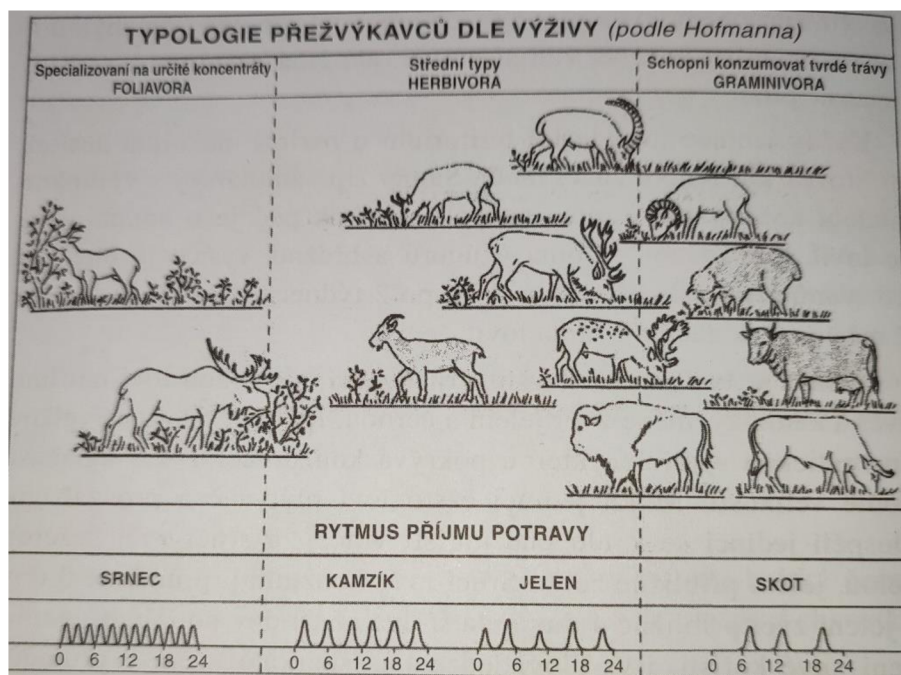 TYPOLOGIE PŘEŽVÝKAVCŮ DLE VÝŽIVY (podle Hofmanna)
Specializovaní na určité koncentráty
FOLIAVORA
Střední typy
HERBIVORA
Schopni konzumovat tvrdé trávy
GRAMINIVORA
RYTMUS PŘÍJMU POTRAVY
SRNEC
KAMZÍK
JELEN
SKOT
0 6 12 18 24
0 6 12 18 24
0 6 12 18 24
0 6 12 18 24